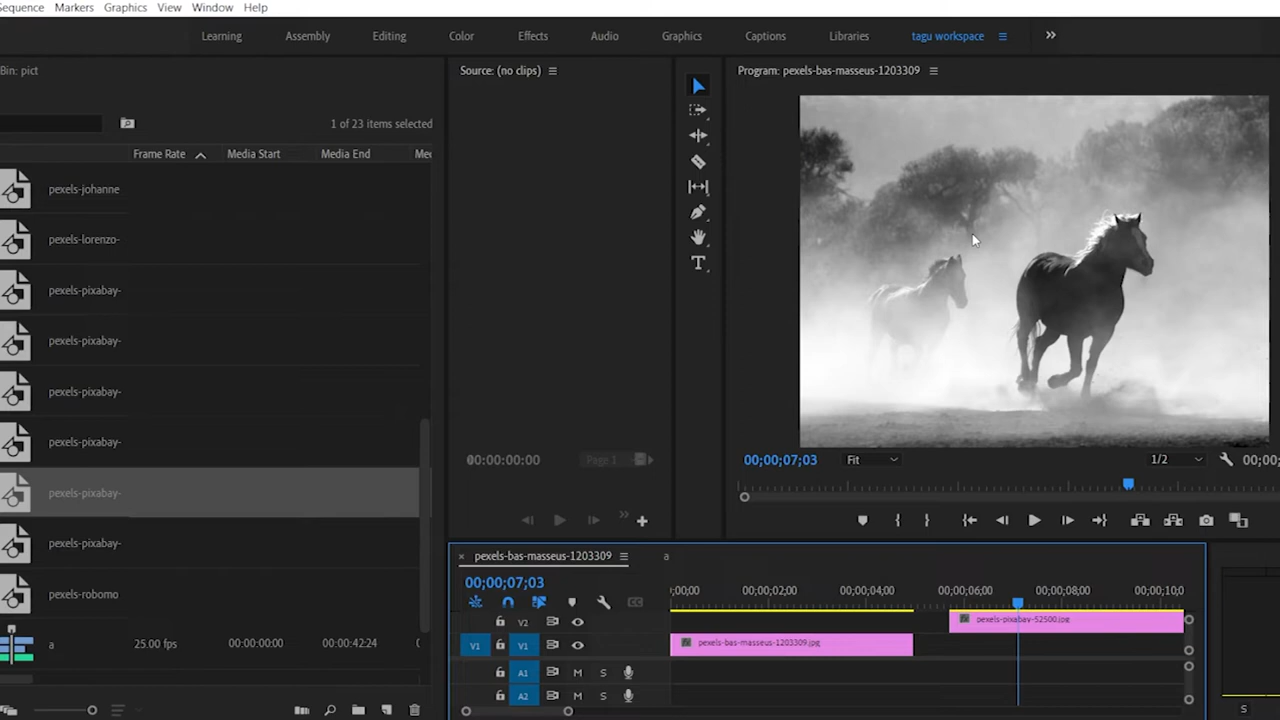 Sequence Markers Graphics View Window Help
Learning Assembly Editing Color Effects Audio Graphics Captions Libraries tagu workspace
Bin: pict
1 of 23 items selected
Frame Rate Media Start Media End
pexels-johanne
pexels-lorenzo-
pexels-pixabay-
pexels-pixabay-
pexels-pixabay-
pexels-pixabay-
pexels-pixabay-
pexels-pixabay-
pexels-robomo
a 25.00 fps 00:00:00:00 00:00:42:24
Source: (no clips)
00:00:00:00 Page 1
Program: pexels-bas-masseus-1203309
00;00;07;03 Fit 1/2 00;00;
× pexels-bas-masseus-1203309 a
00;00;07;03
;00;00 00;00;02;00 00;00;04;00 00;00;06;00 00;00;08;00 00;00;10;0
V2 pexels-pixabay-52500.jpg
V1 V1 pexels-bas-masseus-1203309.jpg
A1 M S
A2 M S
S